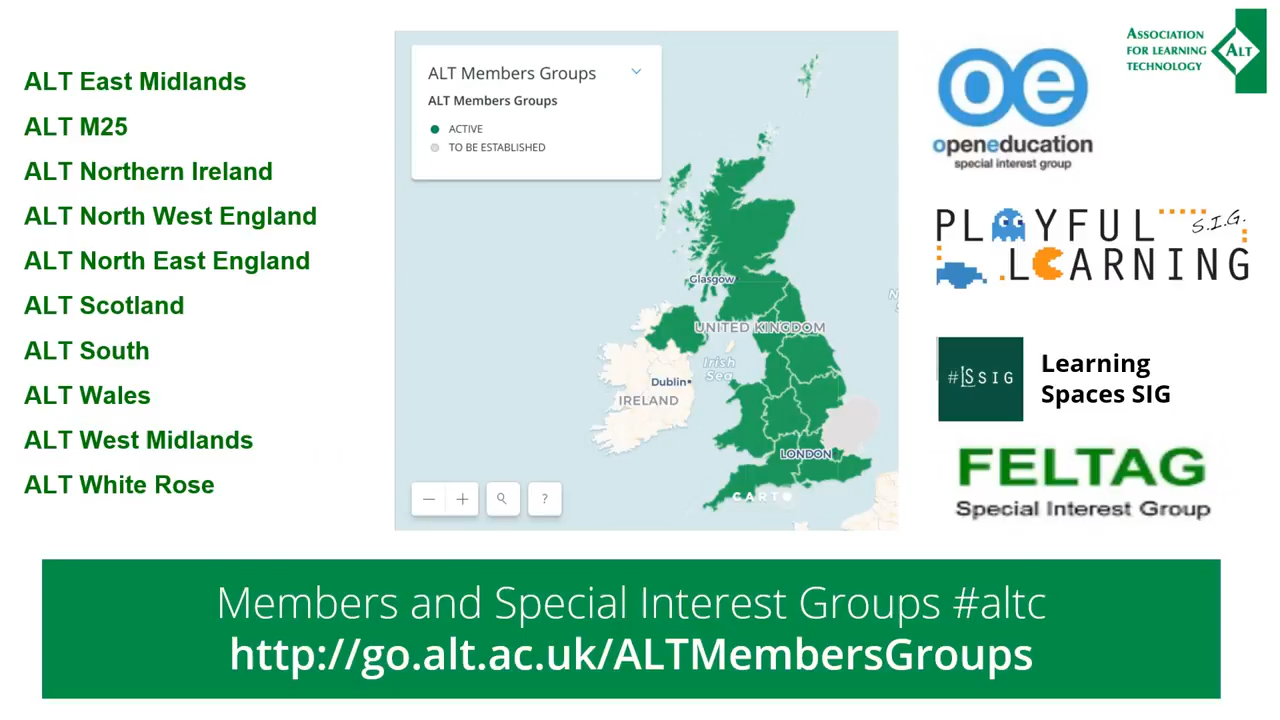 ALT East Midlands
ALT M25
ALT Northern Ireland
ALT North West England
ALT North East England
ALT Scotland
ALT South
ALT Wales
ALT West Midlands
ALT White Rose
ALT Members Groups
ALT Members Groups
ACTIVE
TO BE ESTABLISHED
Glasgow
UNITED KINGDOM
Irish
Sea
Dublin
IRELAND
LONDON
CARTO
?
oe
openeducation
special interest group
ASSOCIATION
FOR LEARNING
TECHNOLOGY
ALT
PLAYFUL S.I.G.
LEARNING
#LSSIG
Learning
Spaces SIG
FELTAG
Special Interest Group
Members and Special Interest Groups #altc
http://go.alt.ac.uk/ALTMembersGroups